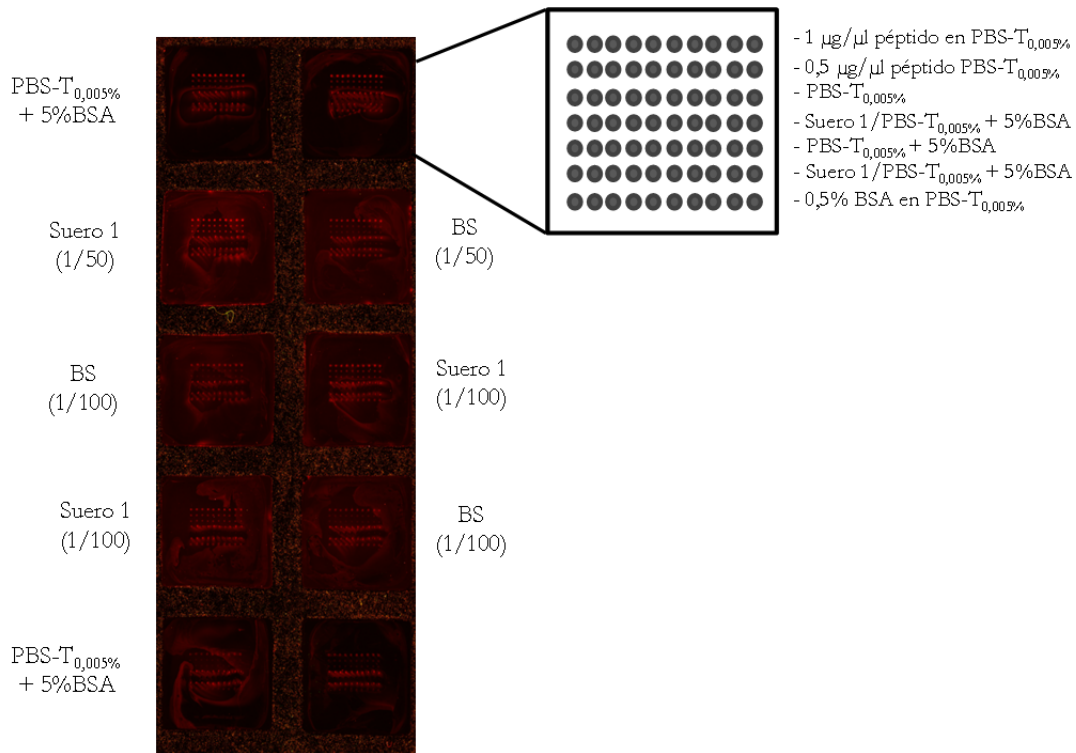 PBS-T0,005%
+ 5%BSA
- 1 µg/µl péptido en PBS-T0,005%
- 0,5 µg/µl péptido PBS-T0,005%
- PBS-T0,005%
- Suero 1/PBS-T0,005% + 5%BSA
- PBS-T0,005% + 5%BSA
- Suero 1/PBS-T0,005% + 5%BSA
- 0,5% BSA en PBS-T0,005%
Suero 1
(1/50)
BS
(1/50)
BS
(1/100)
Suero 1
(1/100)
Suero 1
(1/100)
BS
(1/100)
PBS-T0,005%
+ 5%BSA